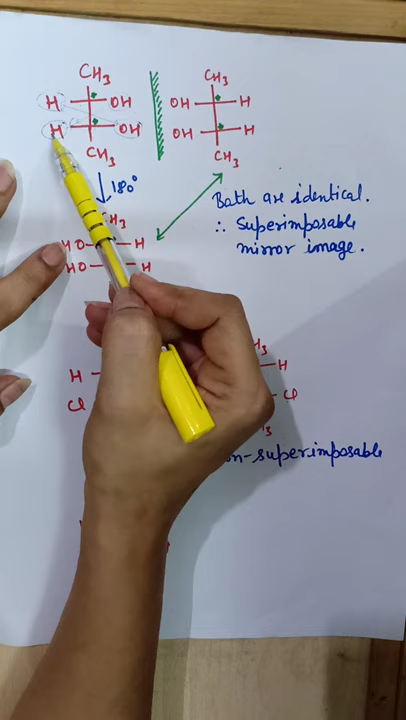 CH3 CH3
H OH OH H
H OH OH H
CH3 CH3
180°
Both are identical.
∴ Superimposable
mirror image.
HO H
HO H
H H
Cl Cl
-superimposable